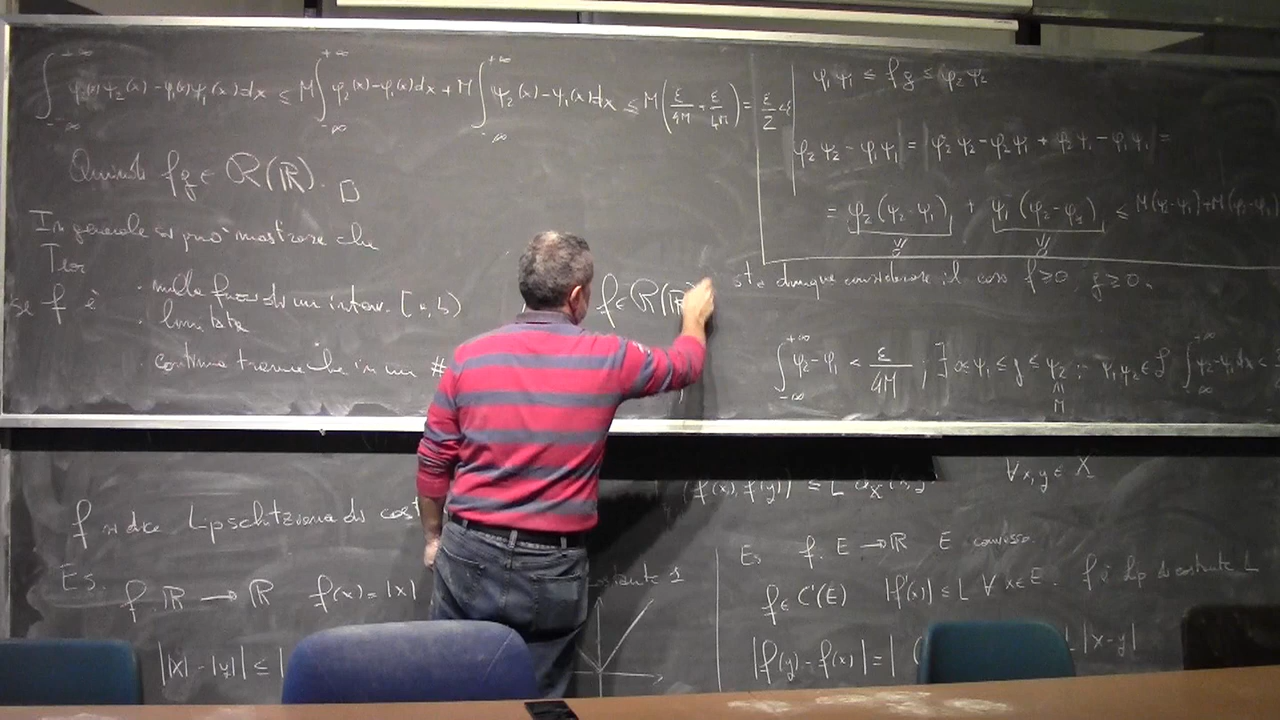 ∫_{-∞}^{+∞} φ₂(x)ψ₂(x) - φ₁(x)ψ₁(x) dx ≤ M ∫_{-∞}^{+∞} φ₂(x) - φ₁(x) dx + M ∫_{-∞}^{+∞} ψ₂(x) - ψ₁(x) dx ≤ M (ε/4M + ε/4M) = ε/2 < ε
Quindi fg ∈ R(ℝ). □
In generale si può mostrare che
Teor
se f è · nulla fuori di un interv. [a, b)
· limitata
· continua tranne che in un #
f ∈ R(ℝ)
φ₁ψ₁ ≤ f g ≤ φ₂ψ₂
φ₂ψ₂ - φ₁ψ₁ = φ₂ψ₂ - φ₂ψ₁ + φ₂ψ₁ - φ₁ψ₁ =
= φ₂(ψ₂-ψ₁) + ψ₁(φ₂-φ₁) ≤ M(ψ₂-ψ₁)+M(φ₂-φ₁)
dunque considerare il caso f≥0, g≥0.
∫_{-∞}^{+∞} φ₂-φ₁ < ε/4M ; ∃ 0≤ψ₁ ≤ g ≤ ψ₂ ≤ M : ψ₁,ψ₂ ∈ 𝓛 ∫_{-∞}^{+∞} ψ₂-ψ₁ dx <
f si dice Lipschitziana di cost
Es. f: ℝ → ℝ f(x) = |x|
costante 1
||x| - |y|| ≤ |
(f(x), f(y)) ≤ L d_X(x, y) ∀ x,y ∈ X
Es f: E → ℝ E convesso.
f ∈ C¹(E) |f'(x)| ≤ L ∀ x ∈ E. f è Lip di costante L
|f(y) - f(x)| = | L |x-y|